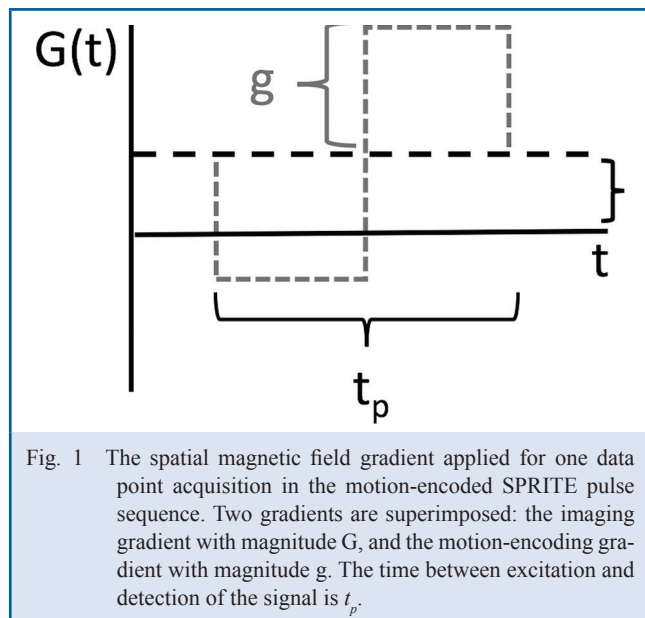 G(t)
g
t
t_p
Fig. 1 The spatial magnetic field gradient applied for one data
point acquisition in the motion-encoded SPRITE pulse
sequence. Two gradients are superimposed: the imaging
gradient with magnitude G, and the motion-encoding gra-
dient with magnitude g. The time between excitation and
detection of the signal is t_p.